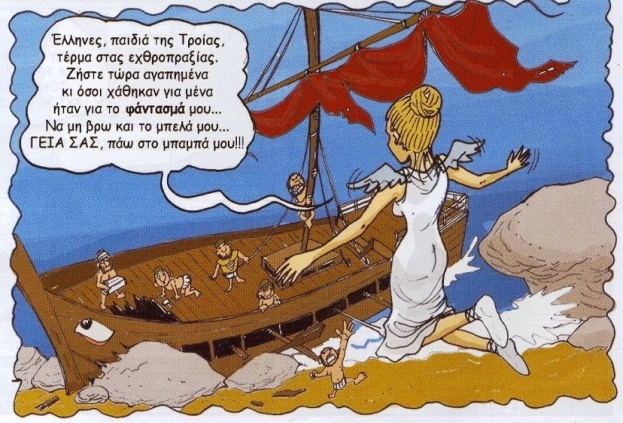 Έλληνες, παιδιά της Τροίας,
τέρμα στας εχθροπραξίας.
Ζήστε τώρα αγαπημένα
κι όσοι χάθηκαν για μένα
ήταν για το φάντασμά μου...
Να μη βρω και το μπελά μου...
ΓΕΙΑ ΣΑΣ, πάω στο μπαμπά μου!!!